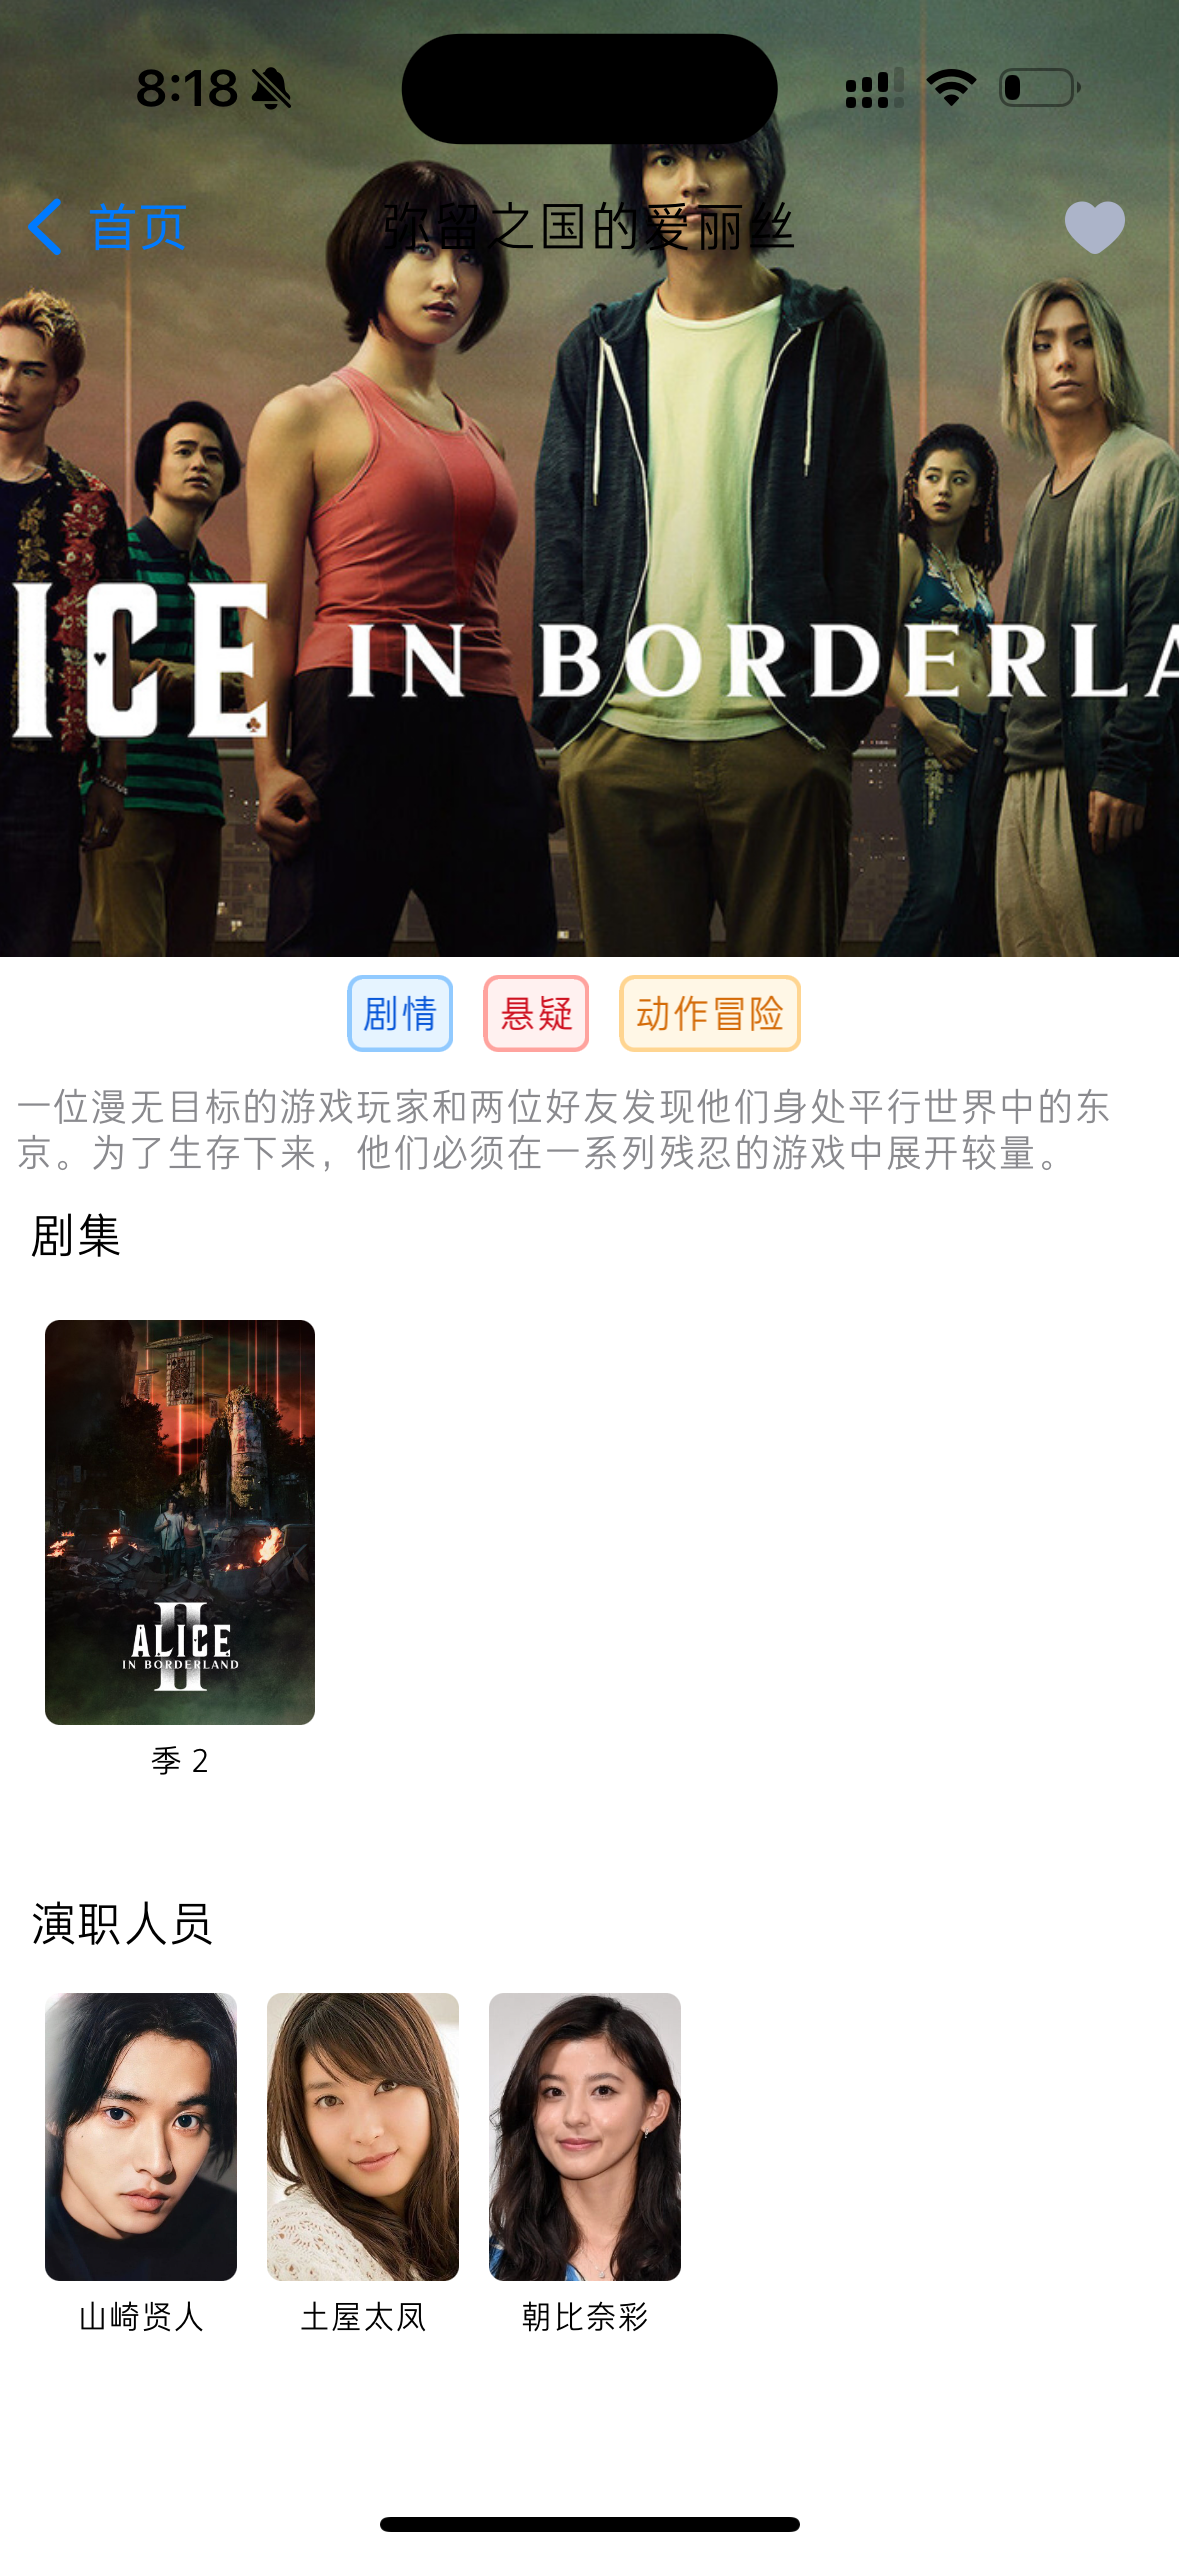 8:18
首页
弥留之国的爱丽丝
ICE IN BORDERLA
剧情
悬疑
动作冒险
一位漫无目标的游戏玩家和两位好友发现他们身处平行世界中的东
京。为了生存下来，他们必须在一系列残忍的游戏中展开较量。
剧集
II
ALICE
IN BORDERLAND
季 2
演职人员
山崎贤人
土屋太凤
朝比奈彩